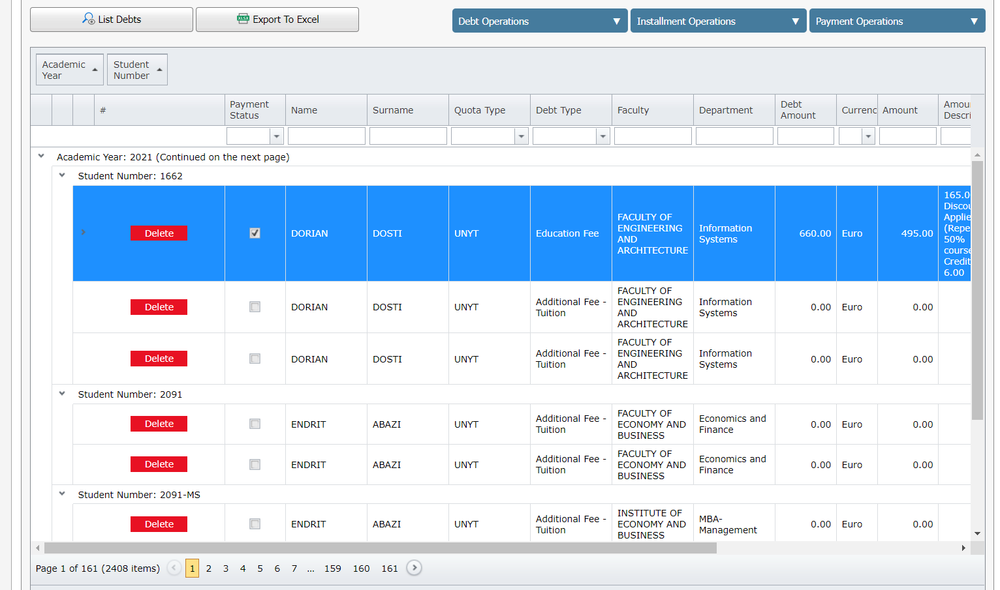 List Debts
Export To Excel
Debt Operations
Installment Operations
Payment Operations
Academic Year
Student Number
# Payment Status Name Surname Quota Type Debt Type Faculty Department Debt Amount Currenc Amount Amou Descri
Academic Year: 2021 (Continued on the next page)
Student Number: 1662
Delete DORIAN DOSTI UNYT Education Fee FACULTY OF ENGINEERING AND ARCHITECTURE Information Systems 660.00 Euro 495.00 165.0 Discou Applie (Repe 50% course Credit 6.00
Delete DORIAN DOSTI UNYT Additional Fee - Tuition FACULTY OF ENGINEERING AND ARCHITECTURE Information Systems 0.00 Euro 0.00
Delete DORIAN DOSTI UNYT Additional Fee - Tuition FACULTY OF ENGINEERING AND ARCHITECTURE Information Systems 0.00 Euro 0.00
Student Number: 2091
Delete ENDRIT ABAZI UNYT Additional Fee - Tuition FACULTY OF ECONOMY AND BUSINESS Economics and Finance 0.00 Euro 0.00
Delete ENDRIT ABAZI UNYT Additional Fee - Tuition FACULTY OF ECONOMY AND BUSINESS Economics and Finance 0.00 Euro 0.00
Student Number: 2091-MS
Delete ENDRIT ABAZI UNYT Additional Fee - Tuition INSTITUTE OF ECONOMY AND BUSINESS MBA-Management 0.00 Euro 0.00
Page 1 of 161 (2408 items) 1 2 3 4 5 6 7 ... 159 160 161